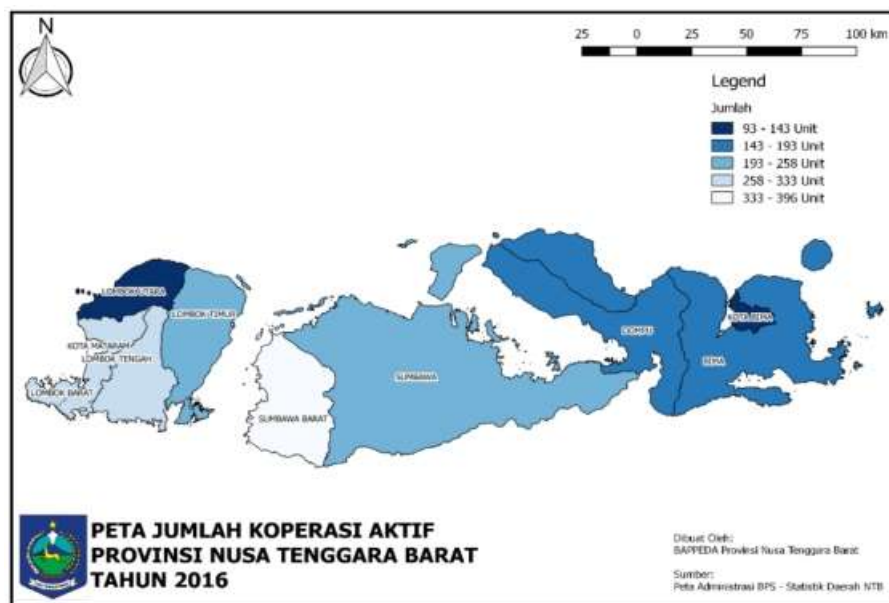 N
25 0 25 50 75 100 km
Legend
Jumlah
93 - 143 Unit
143 - 193 Unit
193 - 258 Unit
258 - 333 Unit
333 - 396 Unit
LOMBOK UTARA
LOMBOK TIMUR
KOTA MATARAM
LOMBOK TENGAH
LOMBOK BARAT
SUMBAWA BARAT
SUMBAWA
DOMPU
BIMA
KOTA BIMA
PETA JUMLAH KOPERASI AKTIF
PROVINSI NUSA TENGGARA BARAT
TAHUN 2016
Dibuat Oleh:
BAPPEDA Provinsi Nusa Tenggara Barat
Sumber:
Peta Administrasi BPS - Statistik Daerah NTB